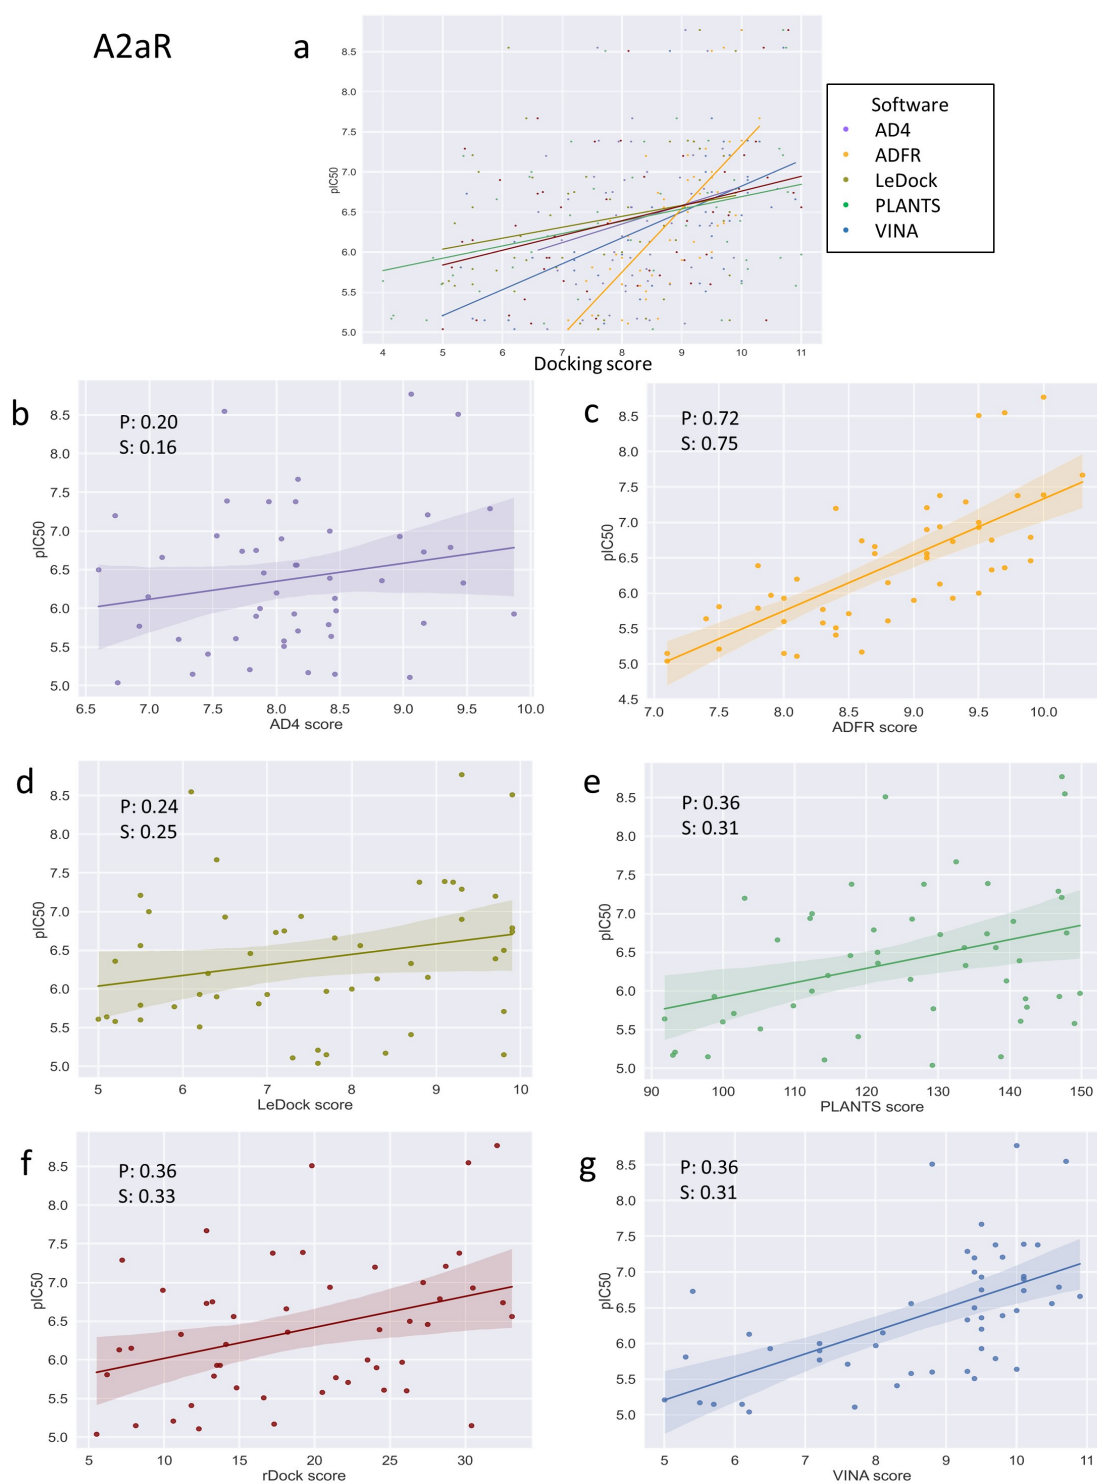 A2aR
a
pIC50
8.5
8.0
7.5
7.0
6.5
6.0
5.5
5.0
4 5 6 7 8 9 10 11
Docking score
Software
AD4
ADFR
LeDock
PLANTS
VINA
b
P: 0.20
S: 0.16
pIC50
8.5
8.0
7.5
7.0
6.5
6.0
5.5
5.0
6.5 7.0 7.5 8.0 8.5 9.0 9.5 10.0
AD4 score
c
P: 0.72
S: 0.75
pIC50
8.5
8.0
7.5
7.0
6.5
6.0
5.5
5.0
4.5
7.0 7.5 8.0 8.5 9.0 9.5 10.0
ADFR score
d
P: 0.24
S: 0.25
pIC50
8.5
8.0
7.5
7.0
6.5
6.0
5.5
5.0
5 6 7 8 9 10
LeDock score
e
P: 0.36
S: 0.31
pIC50
8.5
8.0
7.5
7.0
6.5
6.0
5.5
5.0
90 100 110 120 130 140 150
PLANTS score
f
P: 0.36
S: 0.33
pIC50
8.5
8.0
7.5
7.0
6.5
6.0
5.5
5.0
5 10 15 20 25 30
rDock score
g
P: 0.36
S: 0.31
pIC50
8.5
8.0
7.5
7.0
6.5
6.0
5.5
5.0
5 6 7 8 9 10 11
VINA score